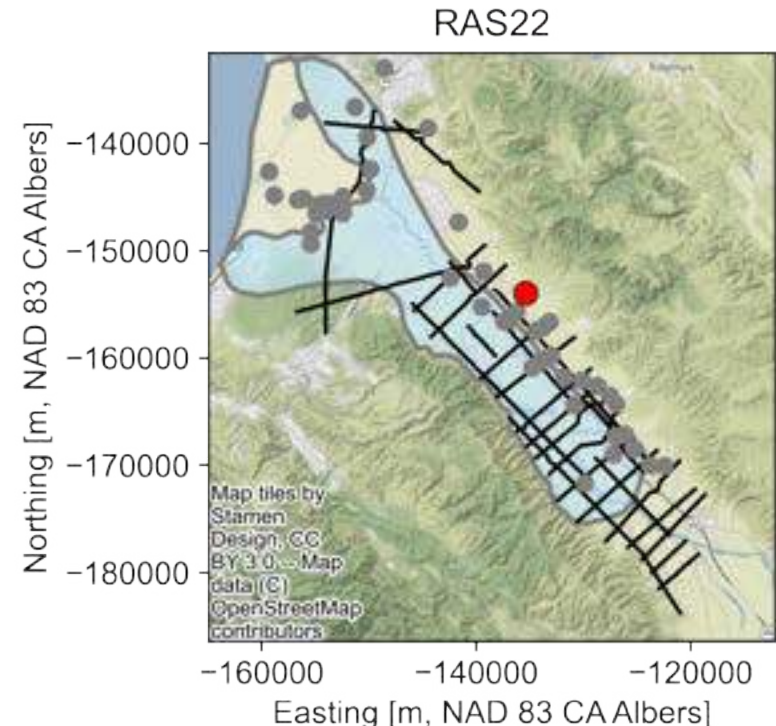 RAS22
Northing [m, NAD 83 CA Albers]
−140000
−150000
−160000
−170000
−180000
Map tiles by
Stamen
Design, CC
BY 3.0 -- Map
data (C)
OpenStreetMap
contributors
−160000
−140000
−120000
Easting [m, NAD 83 CA Albers]